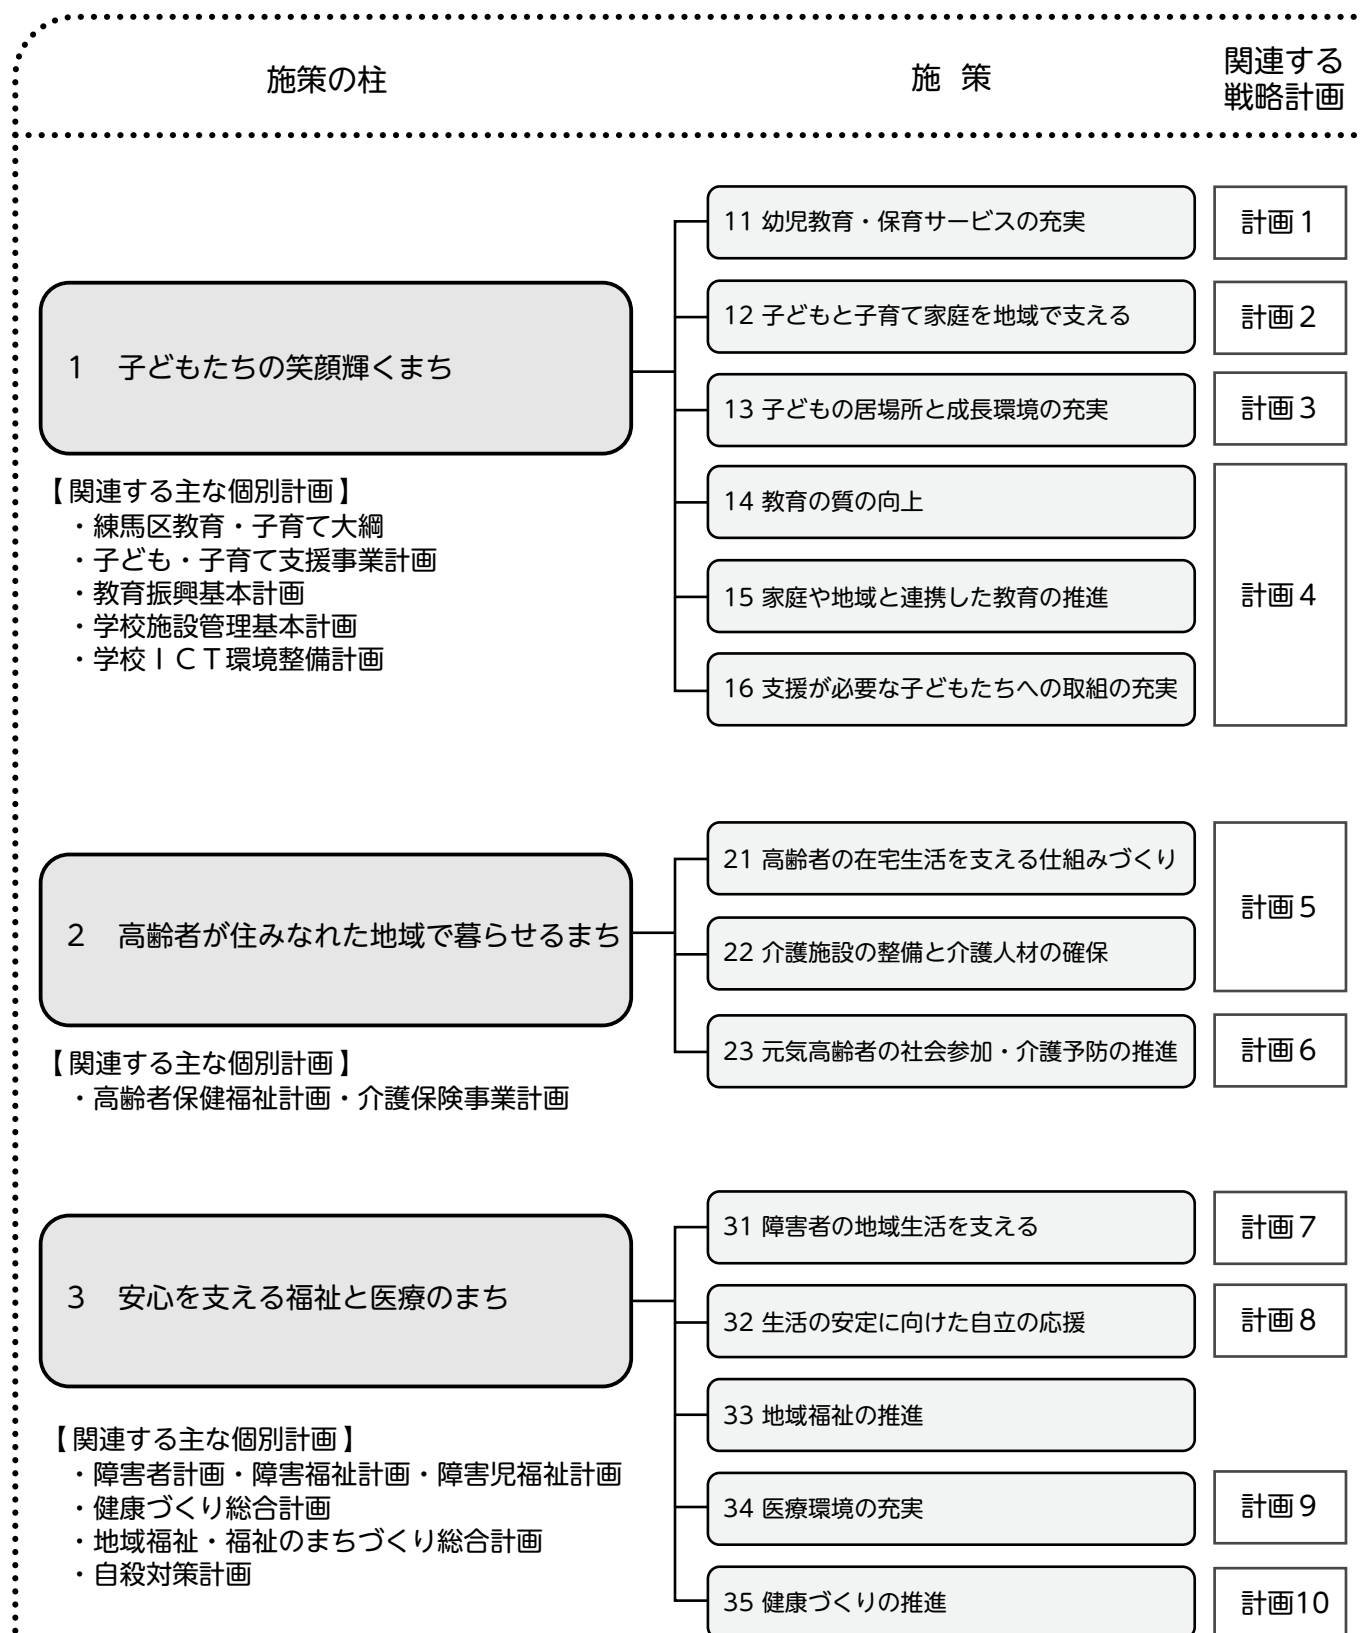 施策の柱
施 策
関連する
戦略計画
1 子どもたちの笑顔輝くまち
【関連する主な個別計画】
・練馬区教育・子育て大綱
・子ども・子育て支援事業計画
・教育振興基本計画
・学校施設管理基本計画
・学校ＩＣＴ環境整備計画
11 幼児教育・保育サービスの充実
計画1
12 子どもと子育て家庭を地域で支える
計画2
13 子どもの居場所と成長環境の充実
計画3
14 教育の質の向上
15 家庭や地域と連携した教育の推進
16 支援が必要な子どもたちへの取組の充実
計画4
2 高齢者が住みなれた地域で暮らせるまち
【関連する主な個別計画】
・高齢者保健福祉計画・介護保険事業計画
21 高齢者の在宅生活を支える仕組みづくり
22 介護施設の整備と介護人材の確保
計画5
23 元気高齢者の社会参加・介護予防の推進
計画6
3 安心を支える福祉と医療のまち
【関連する主な個別計画】
・障害者計画・障害福祉計画・障害児福祉計画
・健康づくり総合計画
・地域福祉・福祉のまちづくり総合計画
・自殺対策計画
31 障害者の地域生活を支える
計画7
32 生活の安定に向けた自立の応援
計画8
33 地域福祉の推進
34 医療環境の充実
計画9
35 健康づくりの推進
計画10